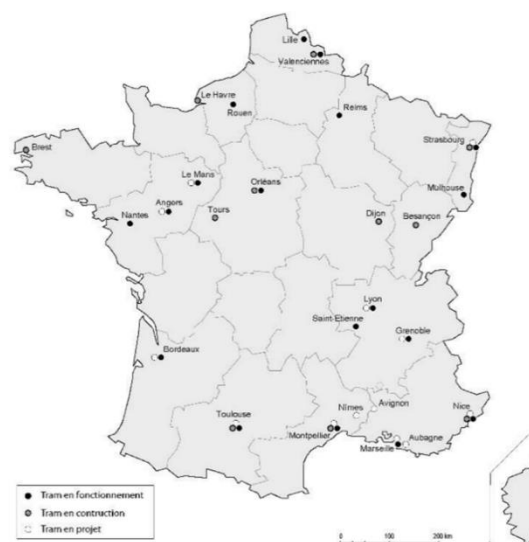 Lille
Valenciennes
Le Havre
Rouen
Reims
Strasbourg
Brest
Le Mans
Orléans
Mulhouse
Angers
Nantes
Tours
Dijon
Besançon
Lyon
Saint-Etienne
Grenoble
Bordeaux
Toulouse
Nîmes
Avignon
Nice
Montpellier
Aubagne
Marseille
Tram en fonctionnement
Tram en contruction
Tram en projet
0 100 200 km